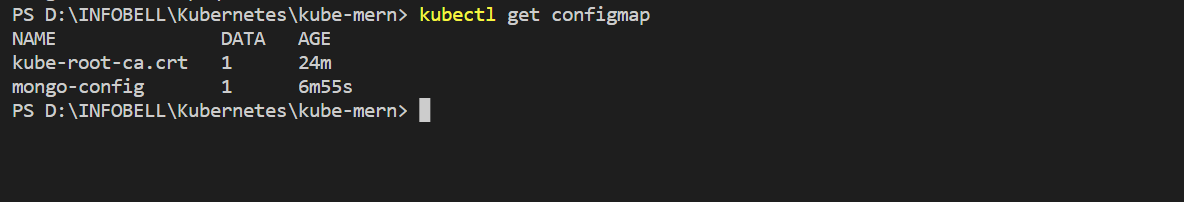 PS D:\INFOBELL\Kubernetes\kube-mern> kubectl get configmap
NAME               DATA   AGE
kube-root-ca.crt   1      24m
mongo-config       1      6m55s
PS D:\INFOBELL\Kubernetes\kube-mern>